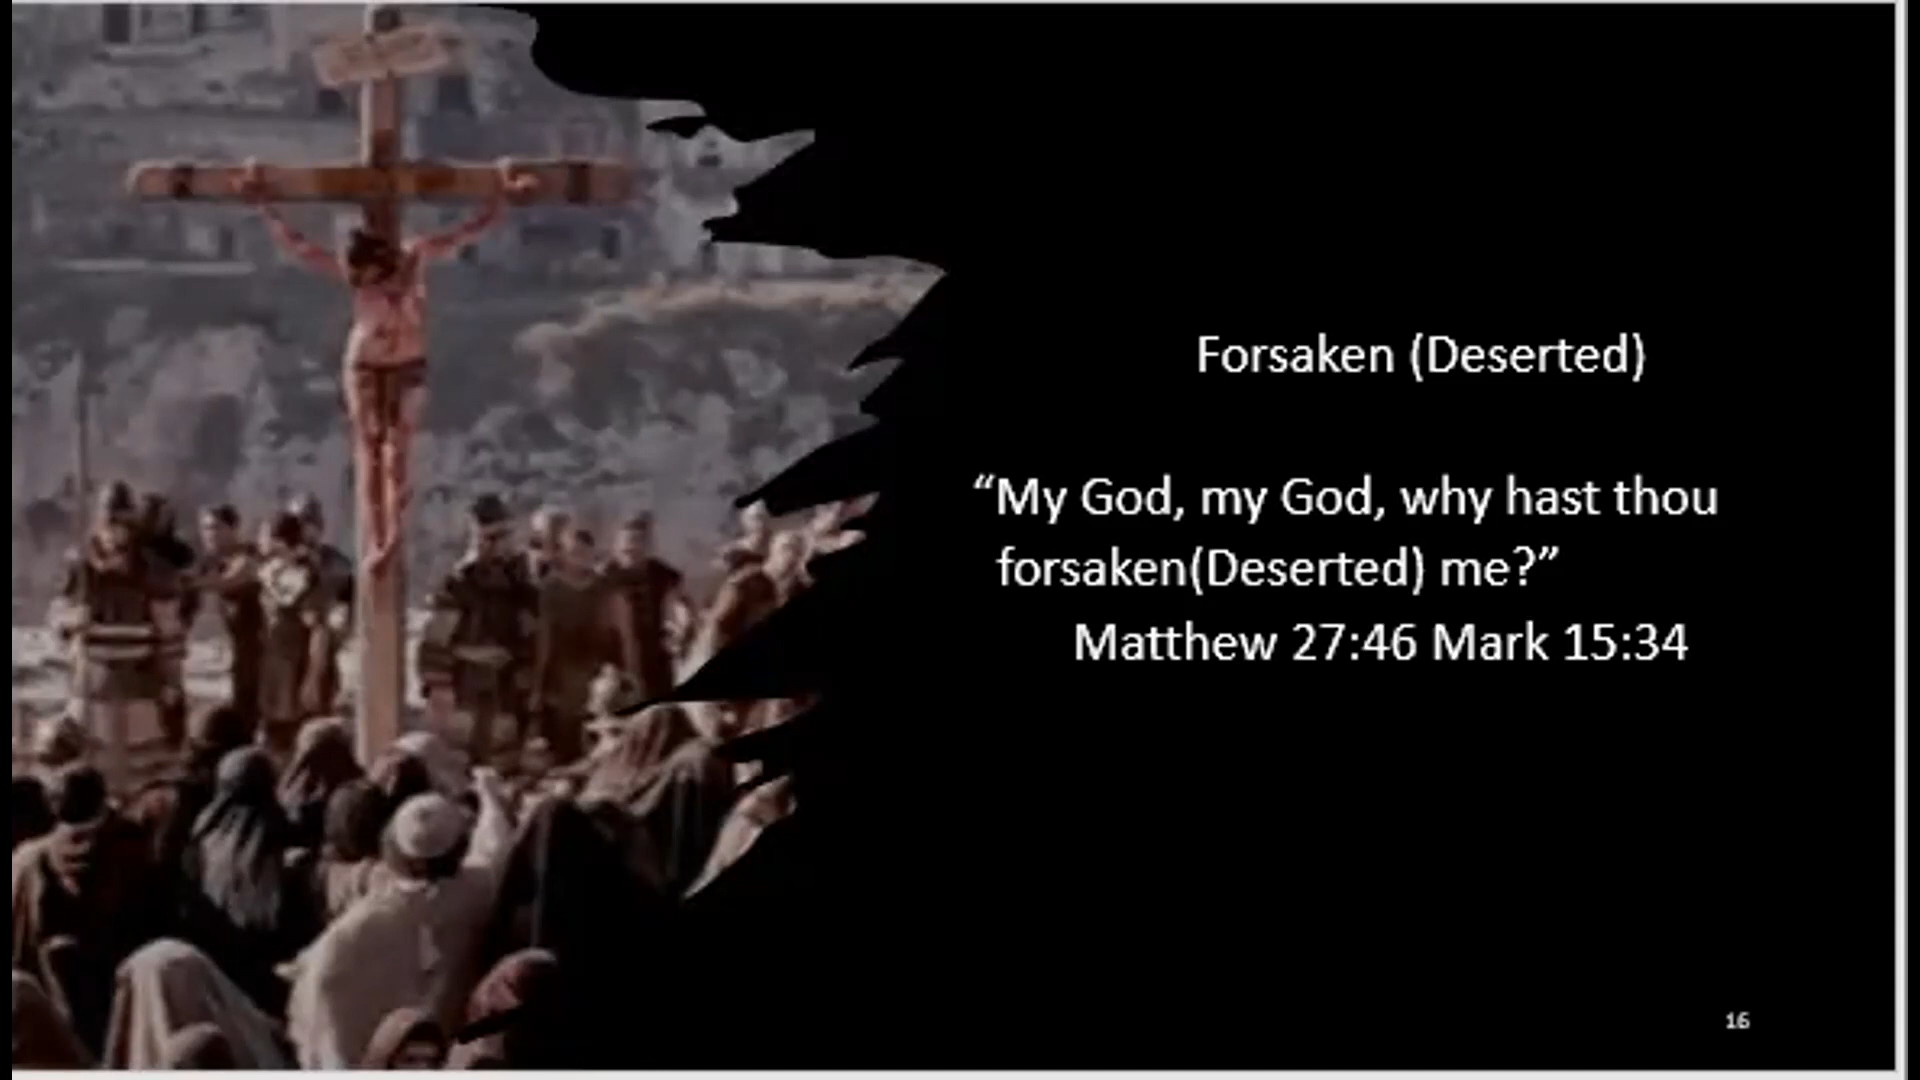 Forsaken (Deserted)
“My God, my God, why hast thou
forsaken(Deserted) me?”
Matthew 27:46 Mark 15:34
16